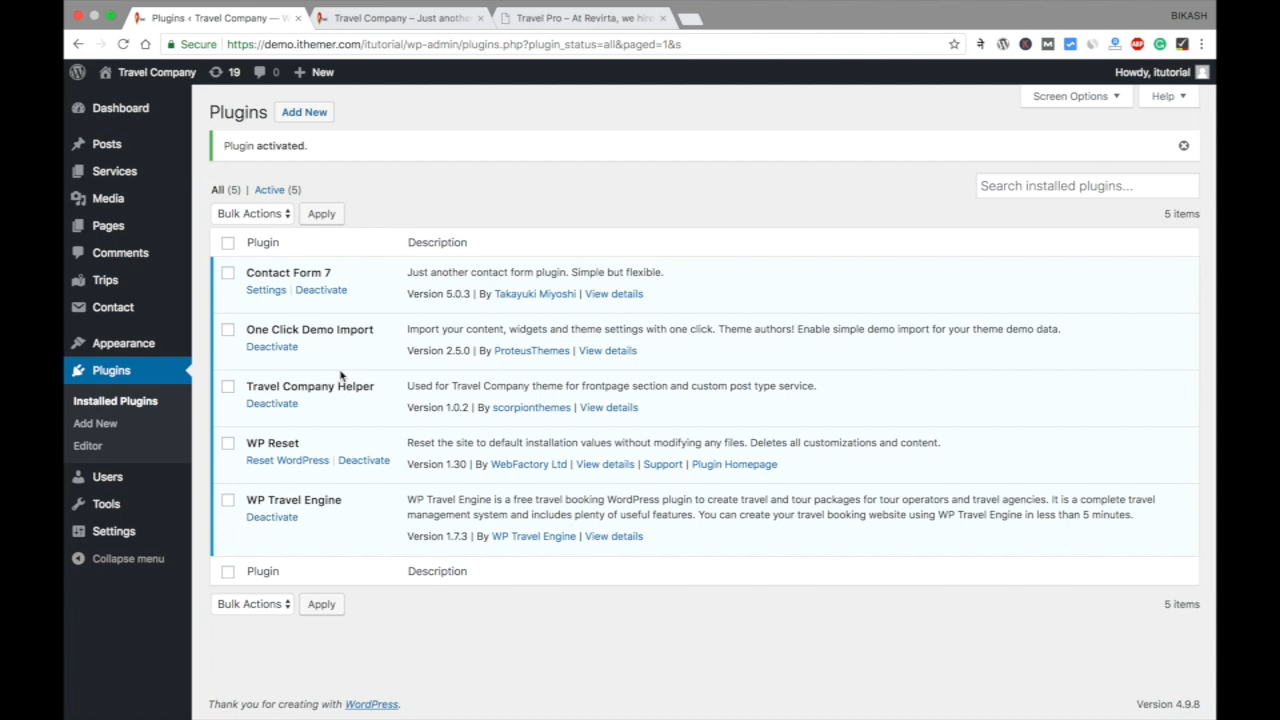 Plugins ‹ Travel Company — W
Travel Company – Just anothe
Travel Pro – At Revirta, we hir
BIKASH
Secure https://demo.ithemer.com/itutorial/wp-admin/plugins.php?plugin_status=all&paged=1&s
Travel Company 19 0 New Howdy, itutorial
Dashboard
Posts
Services
Media
Pages
Comments
Trips
Contact
Appearance
Plugins
Installed Plugins
Add New
Editor
Users
Tools
Settings
Collapse menu
Screen Options Help
Plugins Add New
Plugin activated.
All (5) | Active (5)
Search installed plugins...
Bulk Actions Apply 5 items
Plugin Description
Contact Form 7 Just another contact form plugin. Simple but flexible.
Settings | Deactivate Version 5.0.3 | By Takayuki Miyoshi | View details
One Click Demo Import Import your content, widgets and theme settings with one click. Theme authors! Enable simple demo import for your theme demo data.
Deactivate Version 2.5.0 | By ProteusThemes | View details
Travel Company Helper Used for Travel Company theme for frontpage section and custom post type service.
Deactivate Version 1.0.2 | By scorpionthemes | View details
WP Reset Reset the site to default installation values without modifying any files. Deletes all customizations and content.
Reset WordPress | Deactivate Version 1.30 | By WebFactory Ltd | View details | Support | Plugin Homepage
WP Travel Engine WP Travel Engine is a free travel booking WordPress plugin to create travel and tour packages for tour operators and travel agencies. It is a complete travel
Deactivate management system and includes plenty of useful features. You can create your travel booking website using WP Travel Engine in less than 5 minutes.
Version 1.7.3 | By WP Travel Engine | View details
Plugin Description
Bulk Actions Apply 5 items
Thank you for creating with WordPress. Version 4.9.8